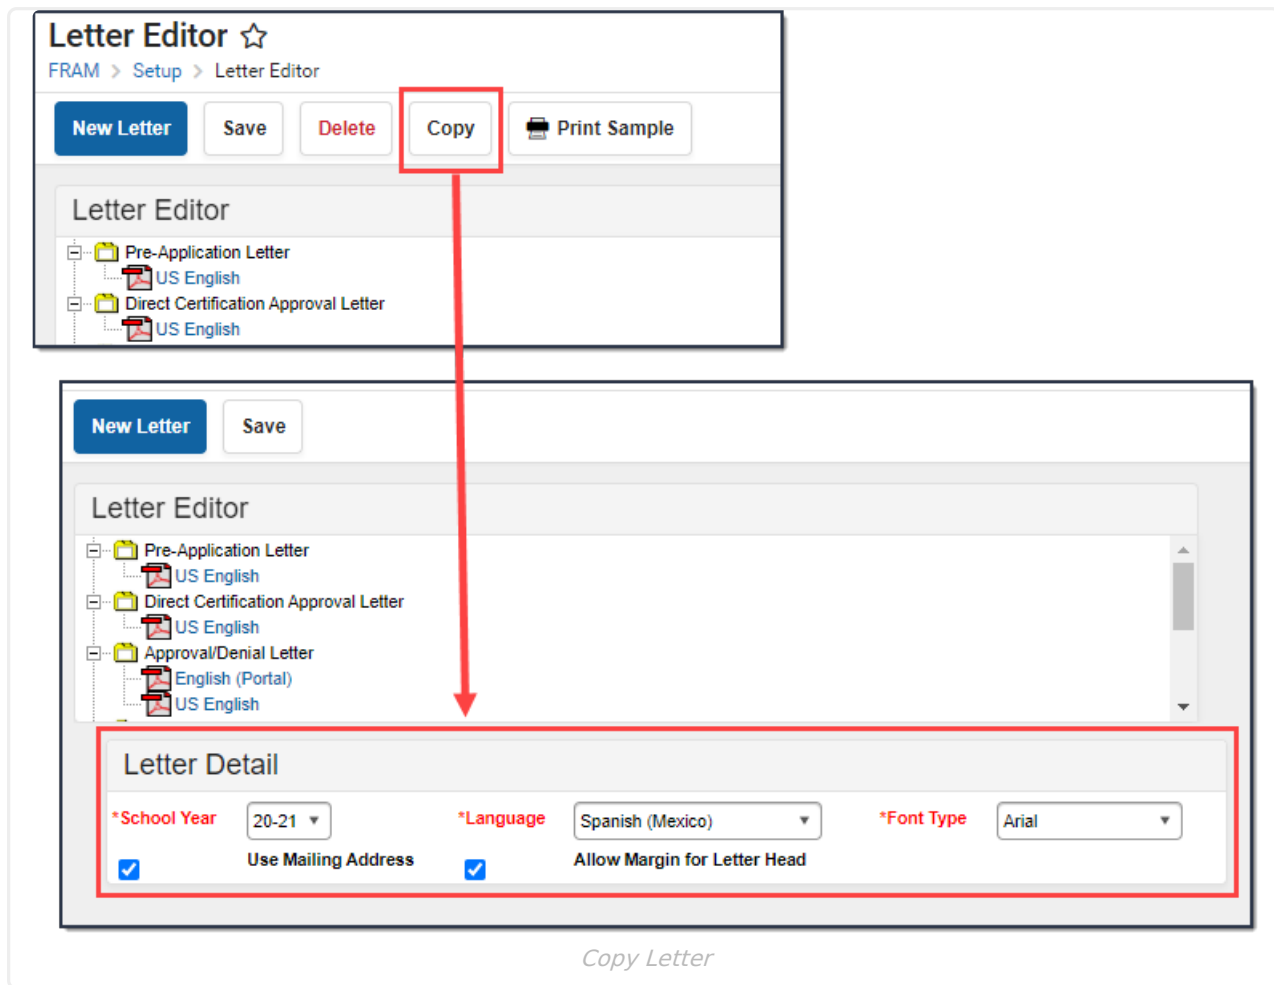 Letter Editor
FRAM > Setup > Letter Editor
New Letter Save Delete Copy Print Sample
Letter Editor
Pre-Application Letter
US English
Direct Certification Approval Letter
US English
New Letter Save
Letter Editor
Pre-Application Letter
US English
Direct Certification Approval Letter
US English
Approval/Denial Letter
English (Portal)
US English
Letter Detail
*School Year 20-21 *Language Spanish (Mexico) *Font Type Arial
Use Mailing Address Allow Margin for Letter Head
Copy Letter